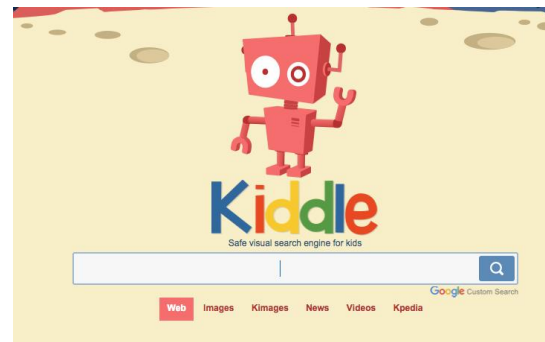 Kiddle
Safe visual search engine for kids
Google Custom Search
Web Images Kimages News Videos Kpedia